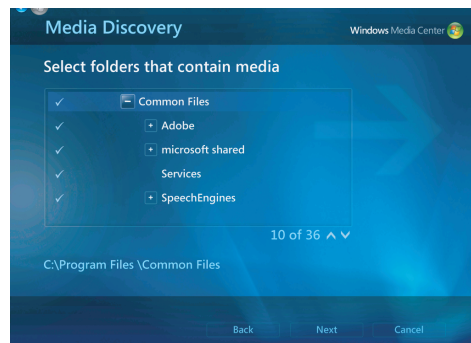 Media Discovery
Windows Media Center
Select folders that contain media
Common Files
Adobe
microsoft shared
Services
SpeechEngines
10 of 36
C:\Program Files \Common Files
Back Next Cancel